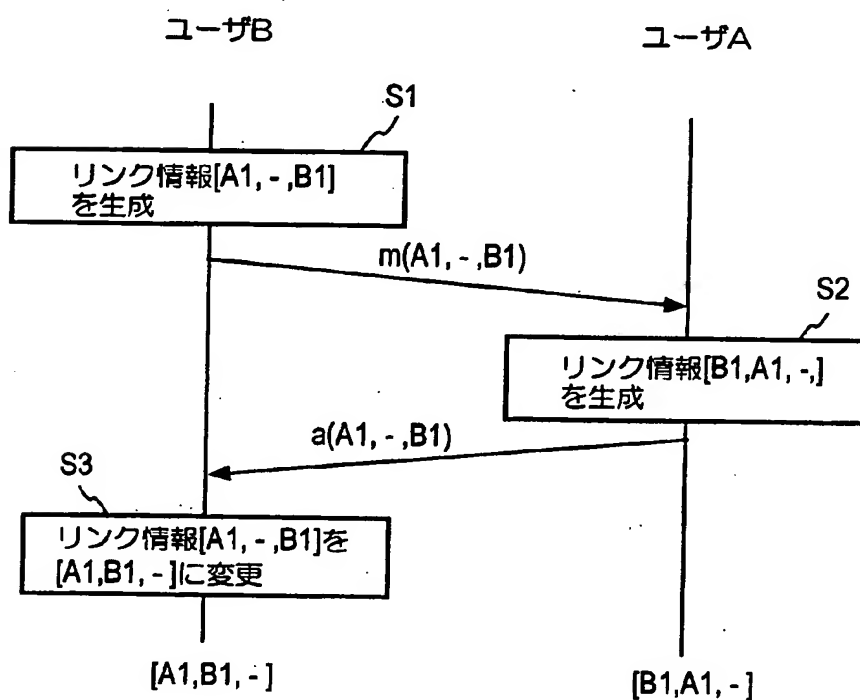 ユーザB
ユーザA
S1
リンク情報[A1, - ,B1]
を生成
m(A1, - ,B1)
S2
リンク情報[B1,A1, -,]
を生成
a(A1, - ,B1)
S3
リンク情報[A1, - ,B1]を
[A1,B1, - ]に変更
[A1,B1, - ]
[B1,A1, - ]